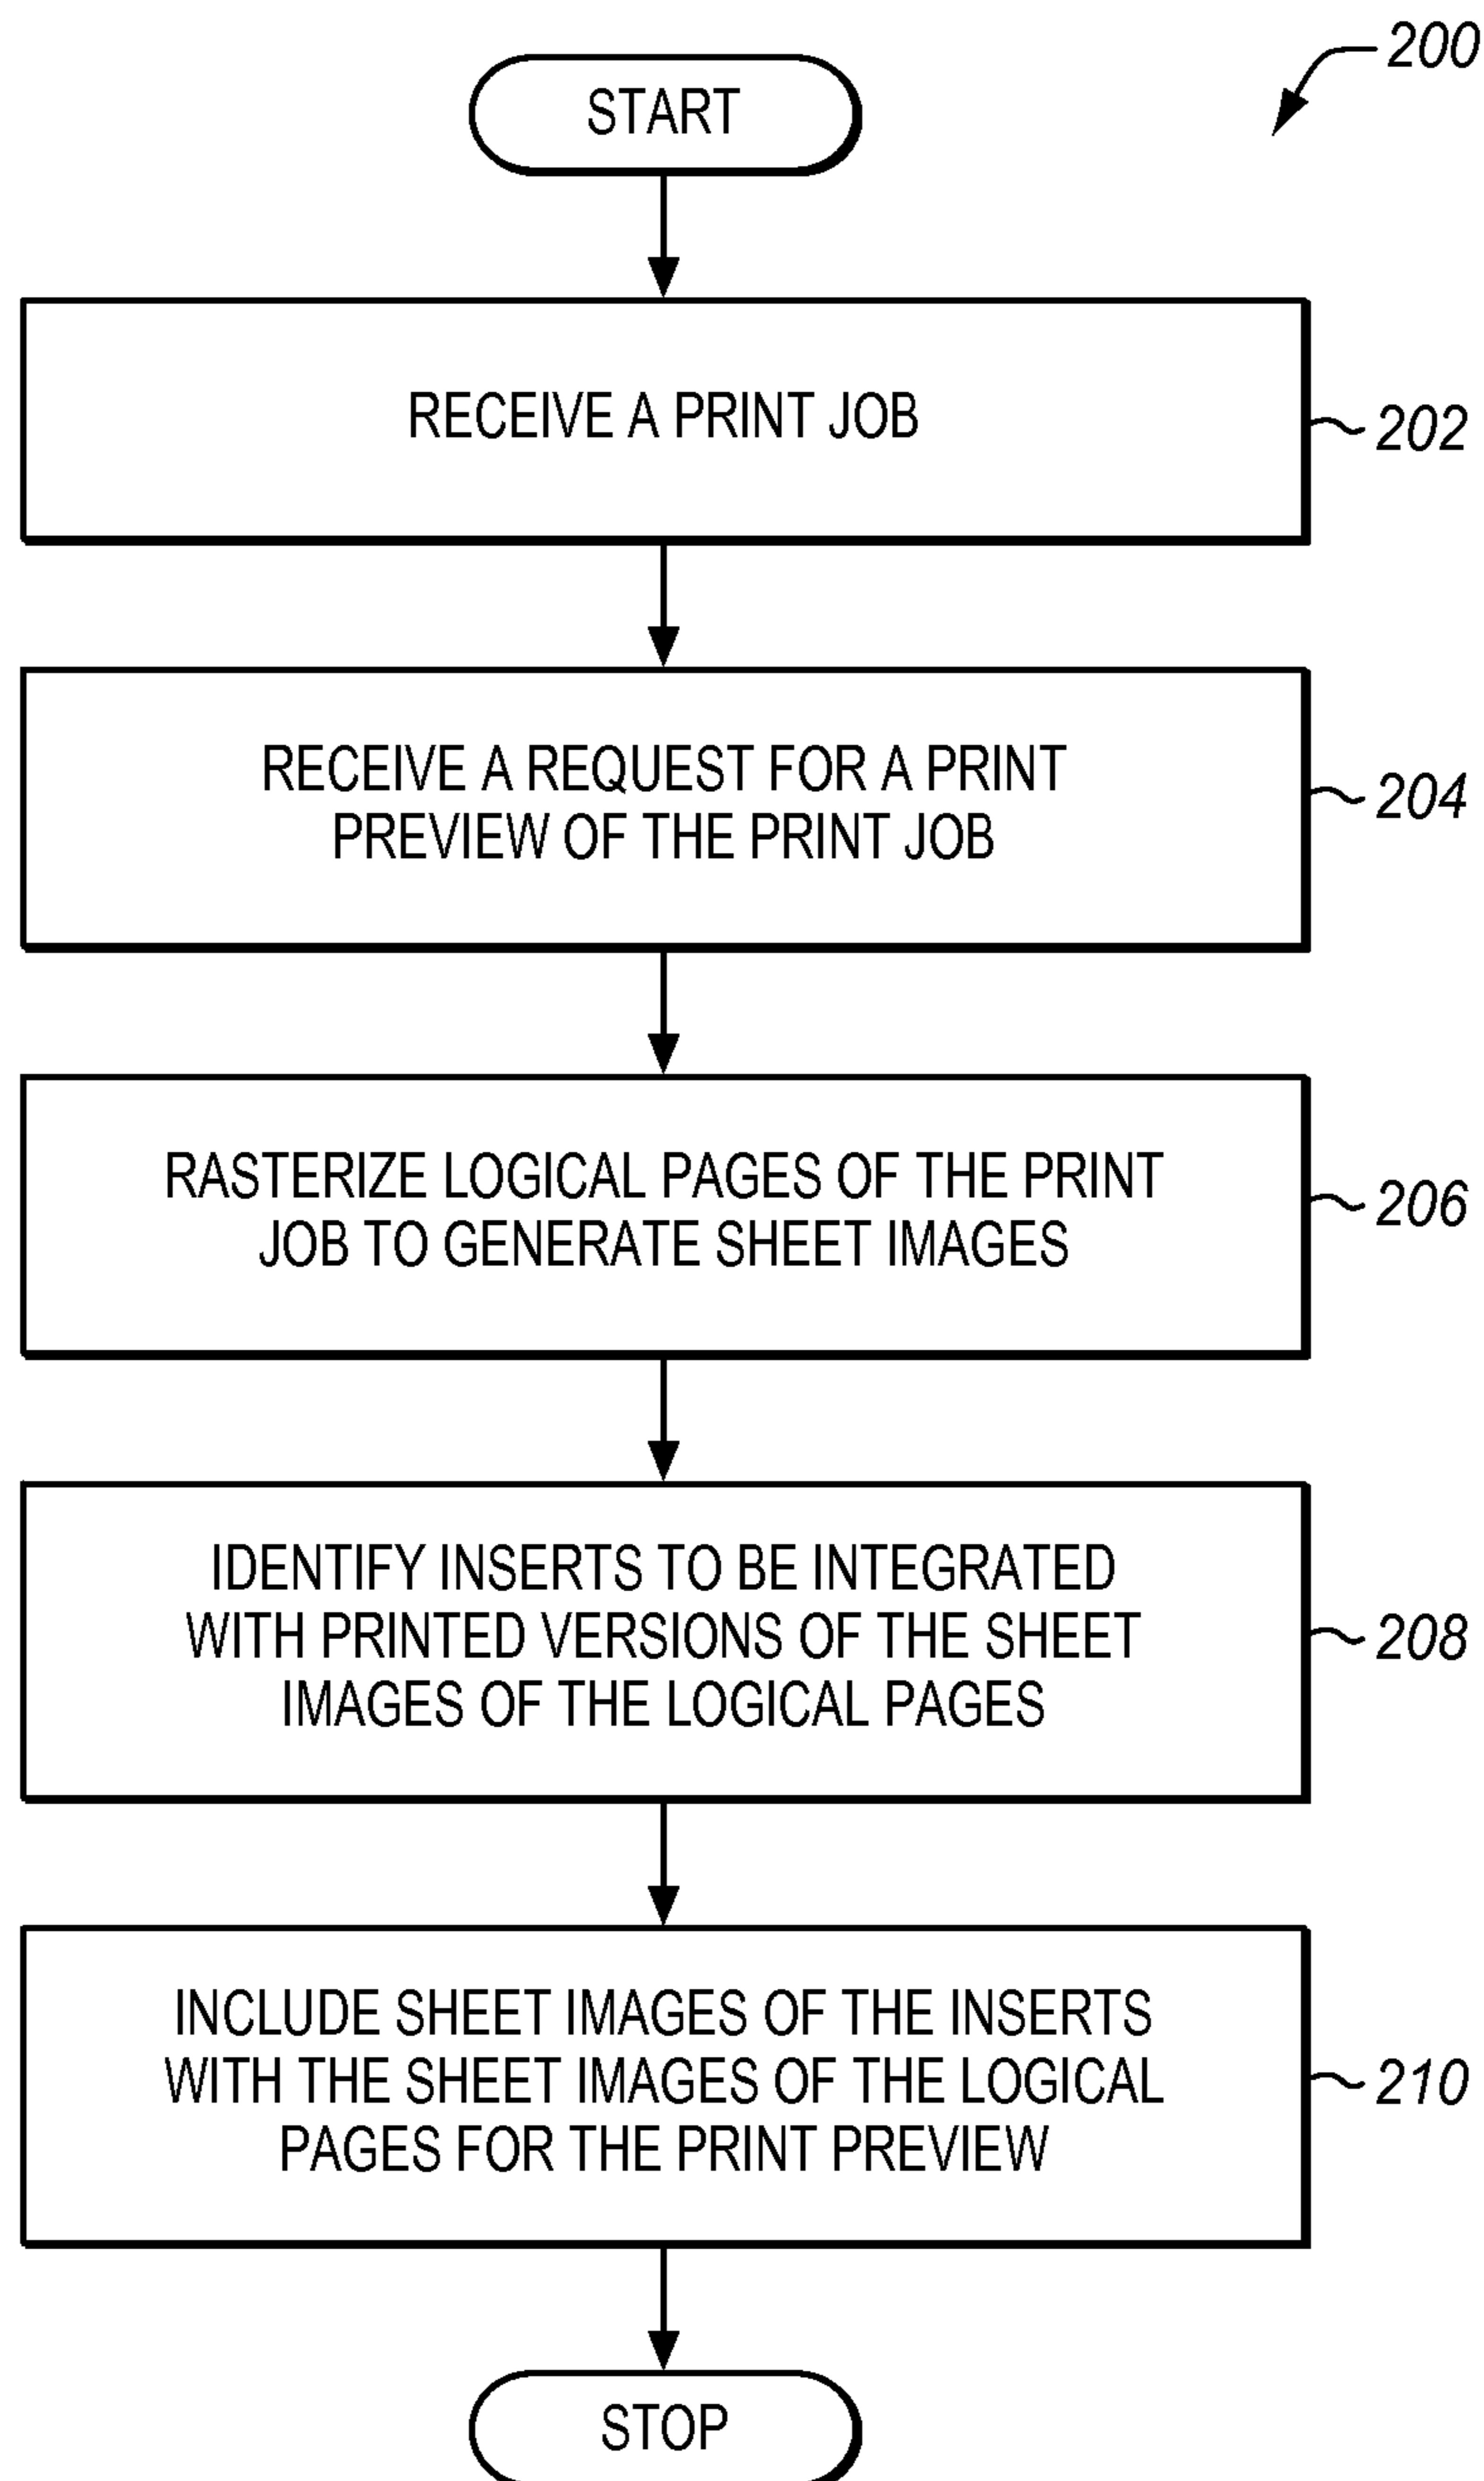 200
START
RECEIVE A PRINT JOB
202
RECEIVE A REQUEST FOR A PRINT
PREVIEW OF THE PRINT JOB
204
RASTERIZE LOGICAL PAGES OF THE PRINT
JOB TO GENERATE SHEET IMAGES
206
IDENTIFY INSERTS TO BE INTEGRATED
WITH PRINTED VERSIONS OF THE SHEET
IMAGES OF THE LOGICAL PAGES
208
INCLUDE SHEET IMAGES OF THE INSERTS
WITH THE SHEET IMAGES OF THE LOGICAL
PAGES FOR THE PRINT PREVIEW
210
STOP